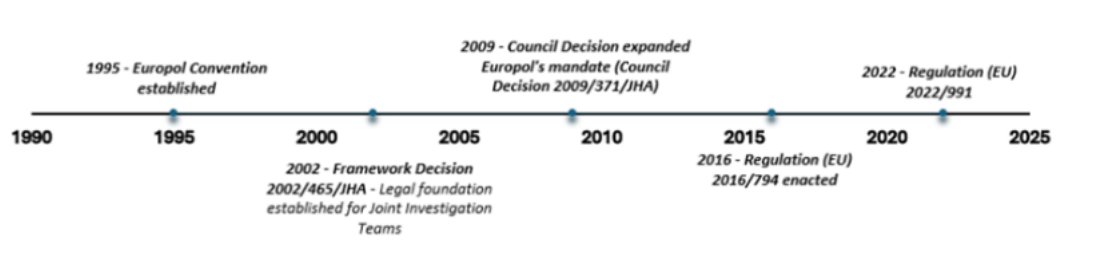 2009 - Council Decision expanded
Europol's mandate (Council
Decision 2009/371/JHA)
1995 - Europol Convention
established
2022 - Regulation (EU)
2022/991
1990 1995 2000 2005 2010 2015 2020 2025
2002 - Framework Decision
2002/465/JHA - Legal foundation
established for Joint Investigation
Teams
2016 - Regulation (EU)
2016/794 enacted